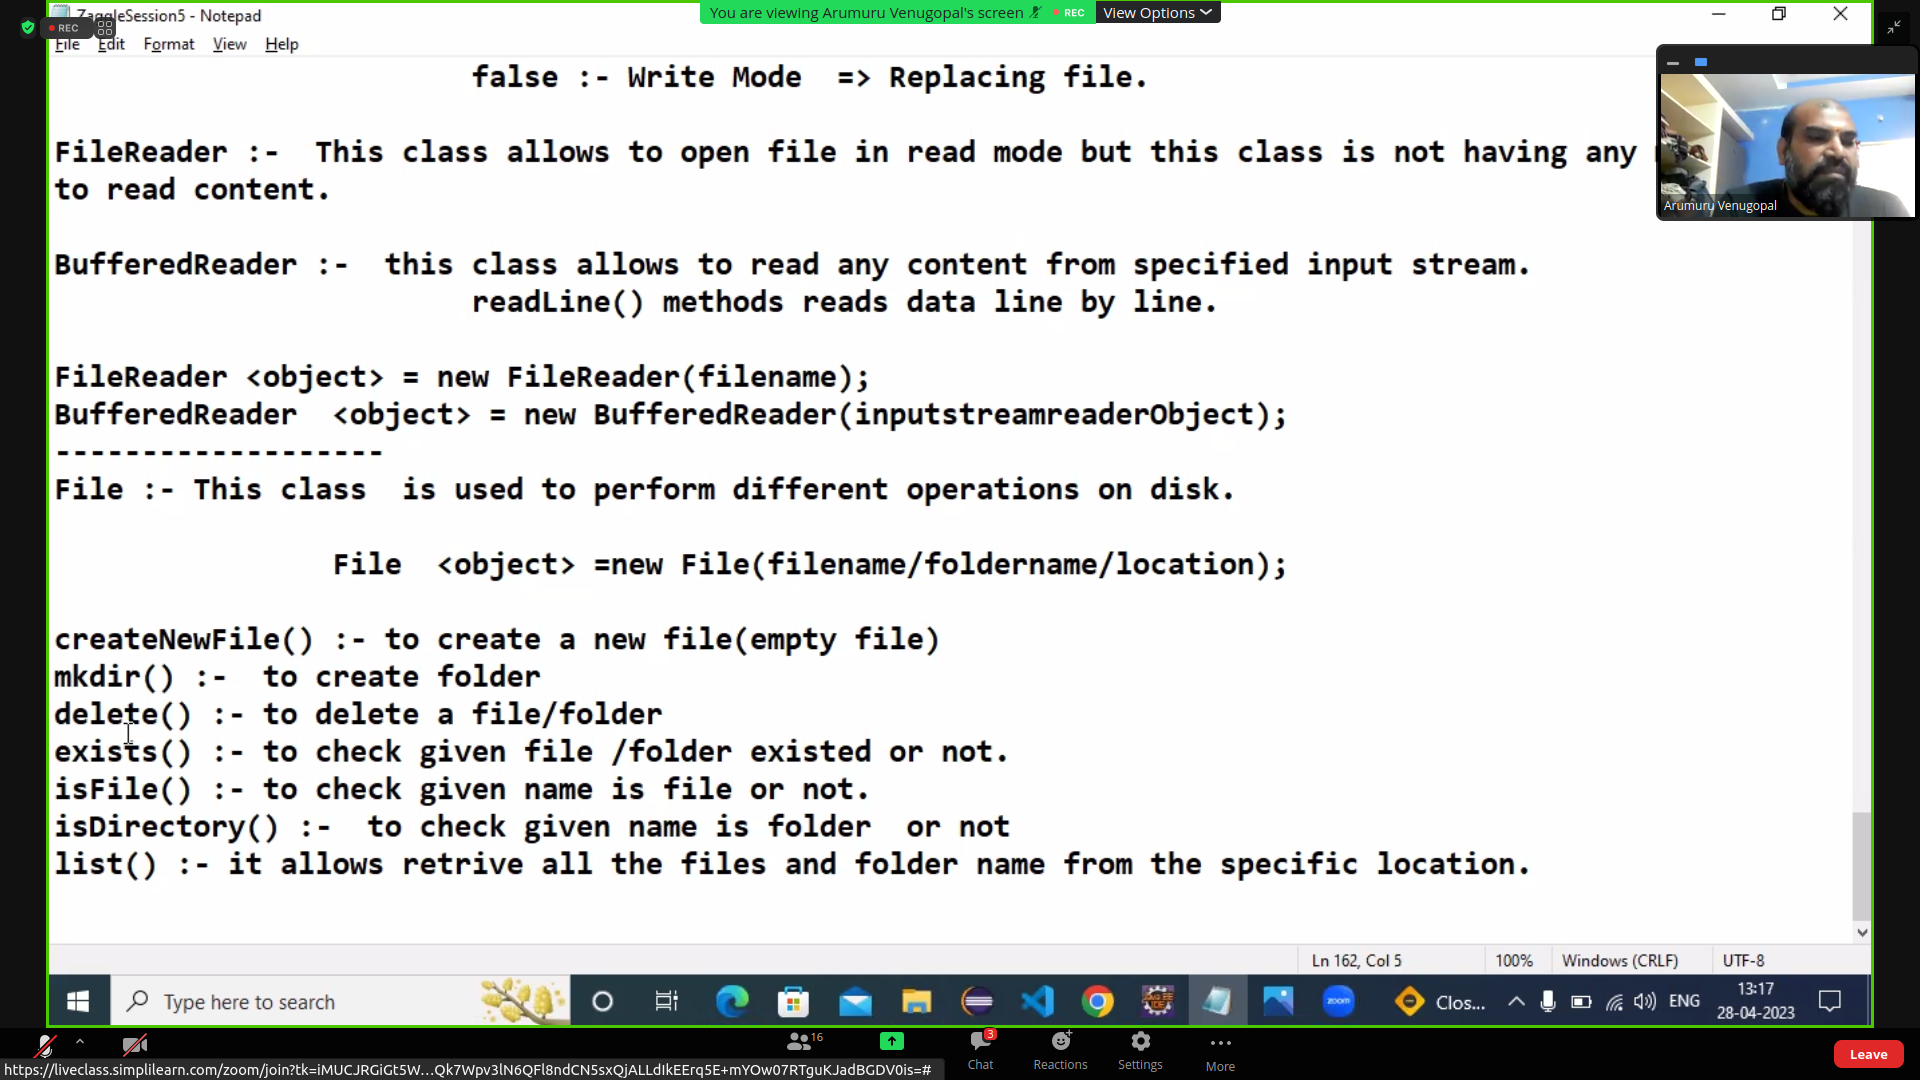 ZaggleSession5 - Notepad
You are viewing Arumuru Venugopal's screen REC View Options
REC
File Edit Format View Help
false :- Write Mode => Replacing file.
FileReader :- This class allows to open file in read mode but this class is not having any
to read content.
Arumuru Venugopal
BufferedReader :- this class allows to read any content from specified input stream.
readLine() methods reads data line by line.
FileReader <object> = new FileReader(filename);
BufferedReader <object> = new BufferedReader(inputstreamreaderObject);
-------------------
File :- This class is used to perform different operations on disk.
File <object> =new File(filename/foldername/location);
createNewFile() :- to create a new file(empty file)
mkdir() :- to create folder
delete() :- to delete a file/folder
exists() :- to check given file /folder existed or not.
isFile() :- to check given name is file or not.
isDirectory() :- to check given name is folder or not
list() :- it allows retrive all the files and folder name from the specific location.
Ln 162, Col 5 100% Windows (CRLF) UTF-8
Type here to search
zoom
Clos...
ENG
13:17
28-04-2023
16
3
Chat Reactions Settings More
Leave
https://liveclass.simplilearn.com/zoom/join?tk=iMUCJRGiGt5W...Qk7Wpv3lN6QFl8ndCN5sxQjALLdIkEErq5E+mYOw07RTguKJadBGDV0is=#